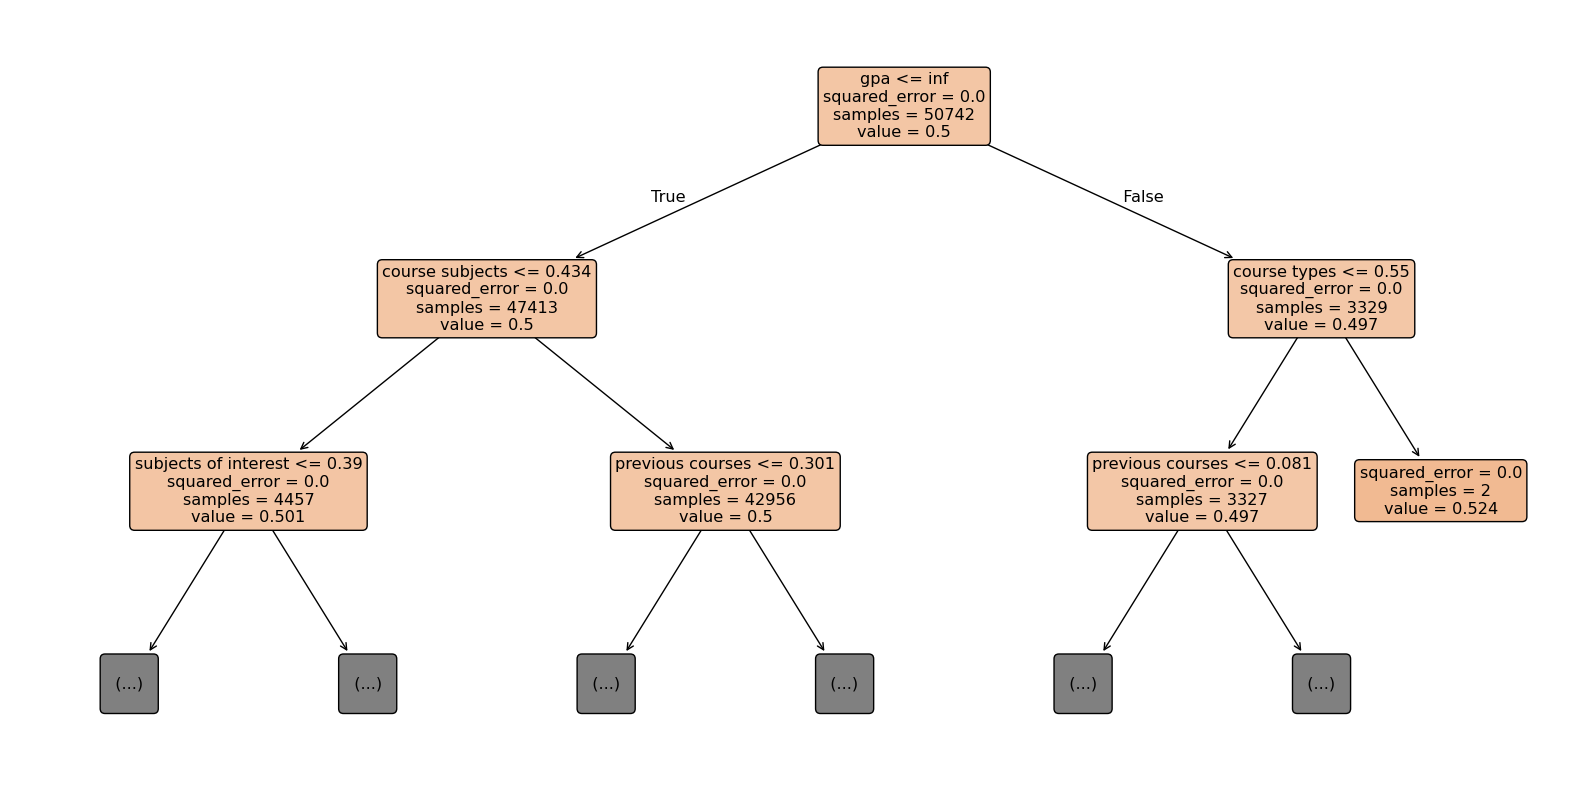 gpa <= inf
squared_error = 0.0
samples = 50742
value = 0.5
True
False
course subjects <= 0.434
squared_error = 0.0
samples = 47413
value = 0.5
course types <= 0.55
squared_error = 0.0
samples = 3329
value = 0.497
subjects of interest <= 0.39
squared_error = 0.0
samples = 4457
value = 0.501
previous courses <= 0.301
squared_error = 0.0
samples = 42956
value = 0.5
previous courses <= 0.081
squared_error = 0.0
samples = 3327
value = 0.497
squared_error = 0.0
samples = 2
value = 0.524
(...)
(...)
(...)
(...)
(...)
(...)